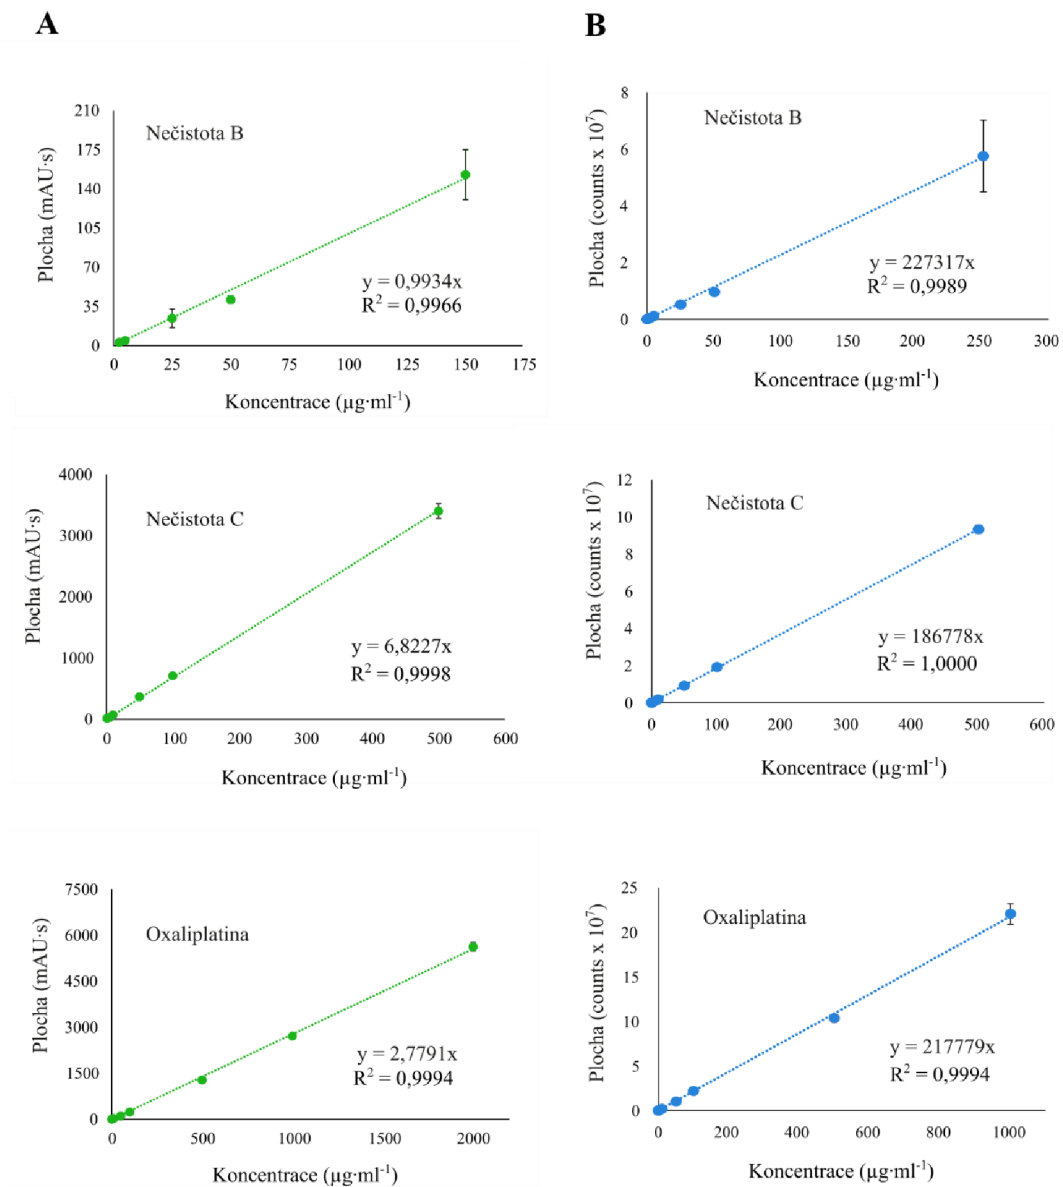 A
B
Nečistota B
Plocha (mAU·s)
210
175
140
105
70
35
0
y = 0,9934x
R² = 0,9966
0 25 50 75 100 125 150 175
Koncentrace (µg·ml⁻¹)
Nečistota B
Plocha (counts x 10⁷)
8
6
4
2
0
y = 227317x
R² = 0,9989
0 50 100 150 200 250 300
Koncentrace (µg·ml⁻¹)
Nečistota C
Plocha (mAU·s)
4000
3000
2000
1000
0
y = 6,8227x
R² = 0,9998
0 100 200 300 400 500 600
Koncentrace (µg·ml⁻¹)
Nečistota C
Plocha (counts x 10⁷)
12
10
8
6
4
2
0
y = 186778x
R² = 1,0000
0 100 200 300 400 500 600
Koncentrace (µg·ml⁻¹)
Oxaliplatina
Plocha (mAU·s)
7500
6000
4500
3000
1500
0
y = 2,7791x
R² = 0,9994
0 500 1000 1500 2000
Koncentrace (µg·ml⁻¹)
Oxaliplatina
Plocha (counts x 10⁷)
25
20
15
10
5
0
y = 217779x
R² = 0,9994
0 200 400 600 800 1000
Koncentrace (µg·ml⁻¹)